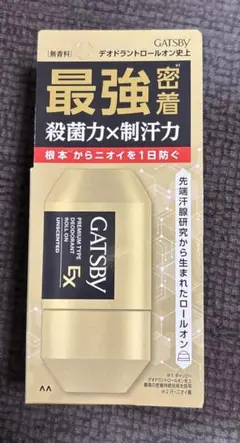 [無香料]
GATSBY
デオドラントロールオン史上
最強密着
殺菌力×制汗力
根本からニオイを1日防ぐ
先端汗腺研究から生まれたロールオン
GATSBY
PREMIUM TYPE
DEODORANT
ROLL ON
UNSCENTED
EX